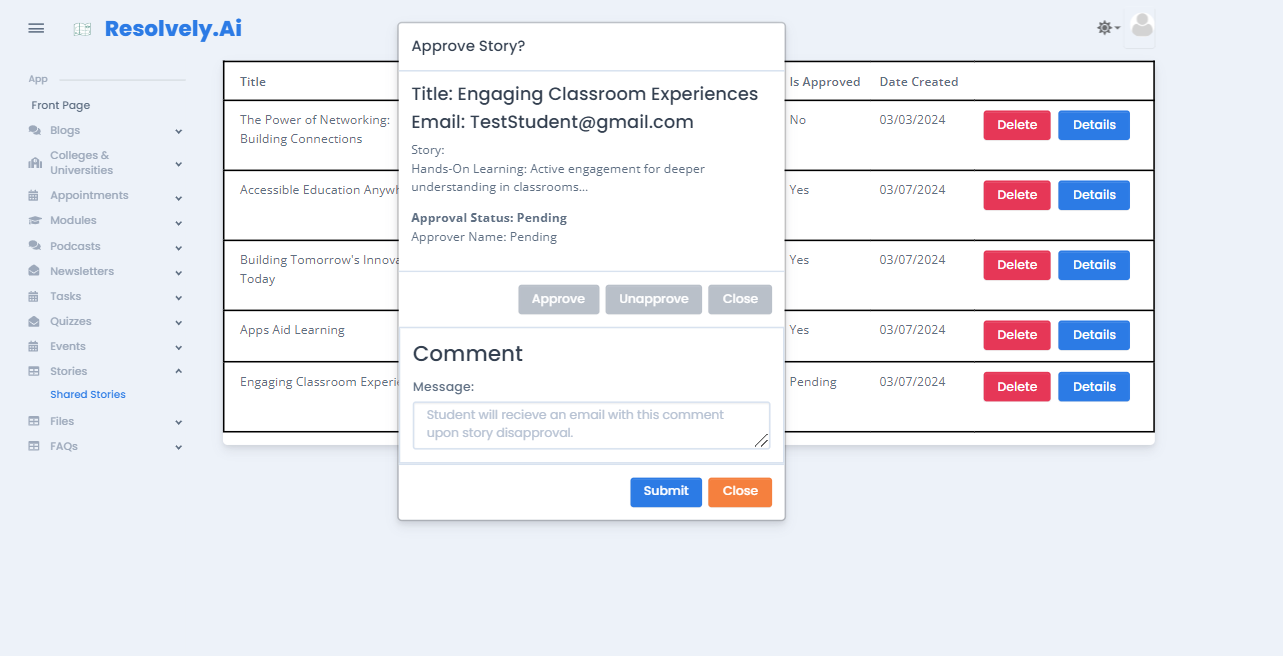 Resolvely.Ai
App
Front Page
Blogs
Colleges &
Universities
Appointments
Modules
Podcasts
Newsletters
Tasks
Quizzes
Events
Stories
Shared Stories
Files
FAQs
Title
Is Approved Date Created
The Power of Networking:
Building Connections
No 03/03/2024 Delete Details
Accessible Education Anywh
Yes 03/07/2024 Delete Details
Building Tomorrow's Innova
Today
Yes 03/07/2024 Delete Details
Apps Aid Learning
Yes 03/07/2024 Delete Details
Engaging Classroom Experie
Pending 03/07/2024 Delete Details
Approve Story?
Title: Engaging Classroom Experiences
Email: TestStudent@gmail.com
Story:
Hands-On Learning: Active engagement for deeper
understanding in classrooms...
Approval Status: Pending
Approver Name: Pending
Approve Unapprove Close
Comment
Message:
Student will recieve an email with this comment
upon story disapproval.
Submit Close